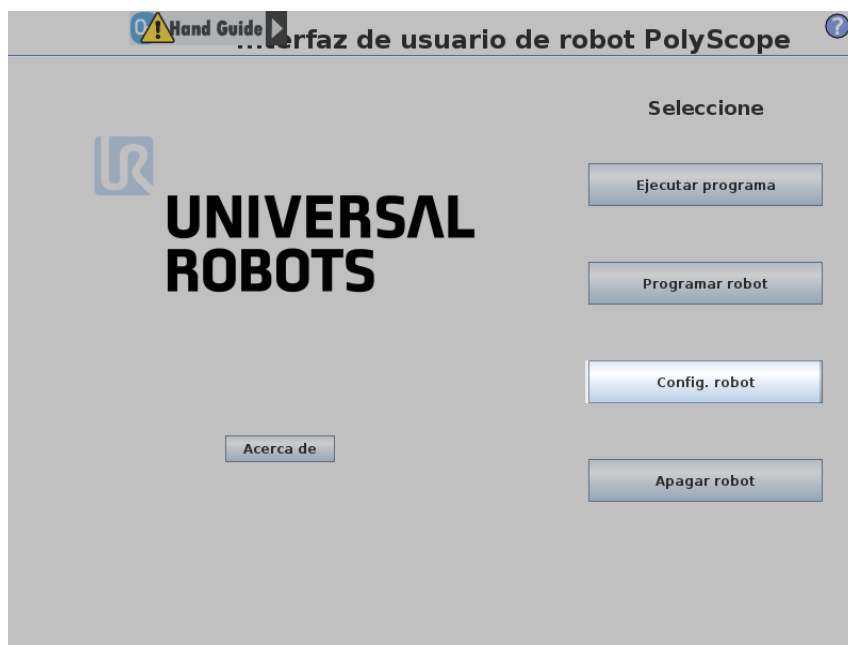 Hand Guide
erfaz de usuario de robot PolyScope
?
Seleccione
UR
UNIVERSAL
ROBOTS
Ejecutar programa
Programar robot
Config. robot
Acerca de
Apagar robot